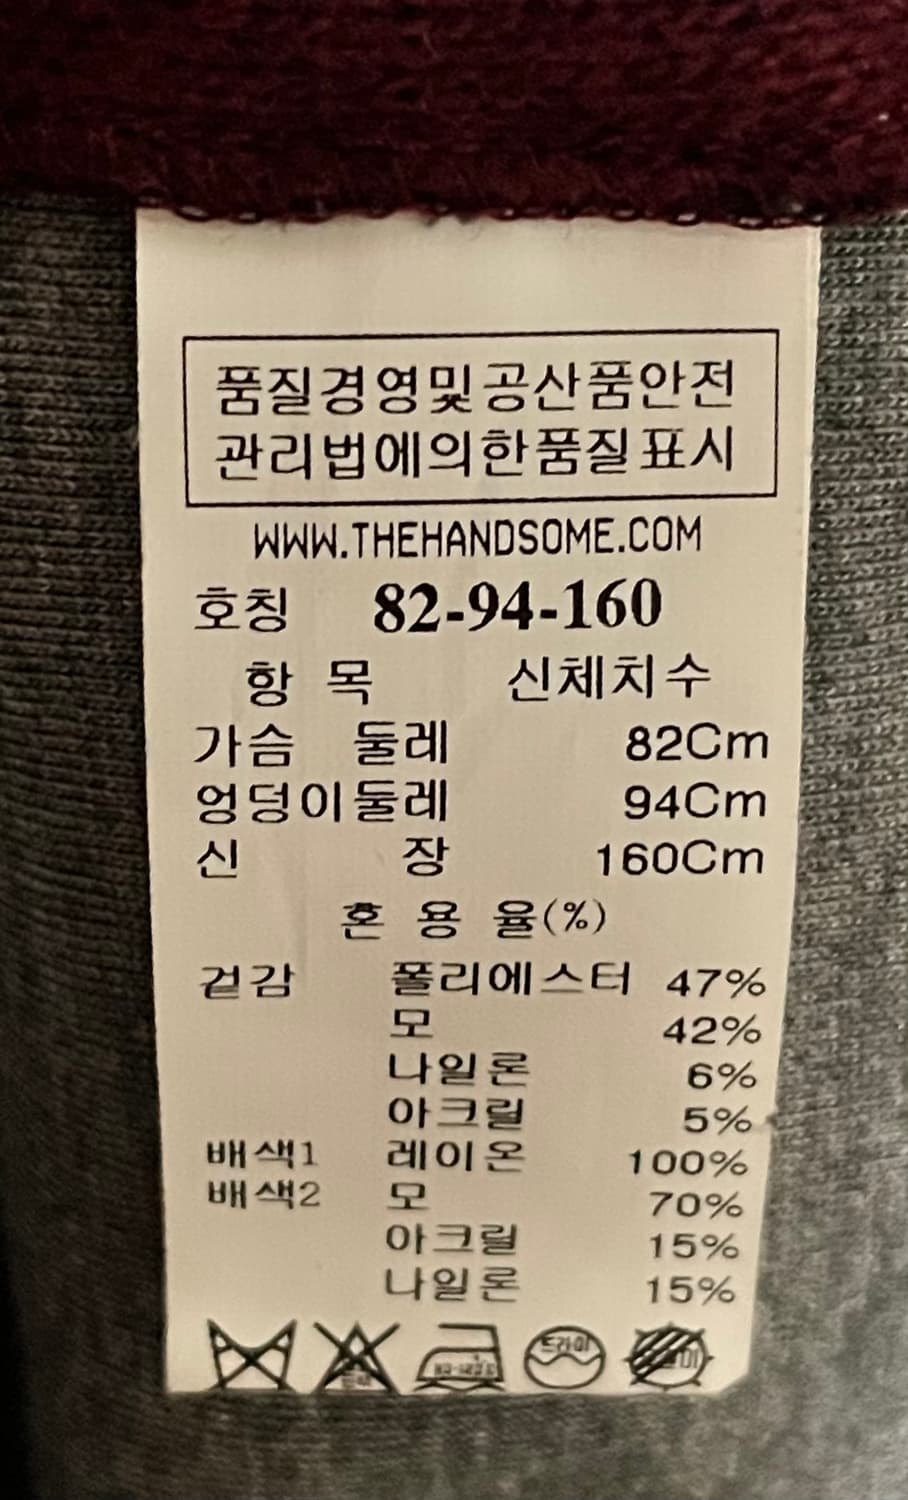 품질경영및공산품안전
관리법에의한품질표시
WWW.THEHANDSOME.COM
호칭 82-94-160
항 목 신체치수
가슴 둘레 82Cm
엉덩이둘레 94Cm
신 장 160Cm
혼 용 율(%)
겉감 폴리에스터 47%
모 42%
나일론 6%
아크릴 5%
배색1 레이온 100%
배색2 모 70%
아크릴 15%
나일론 15%
드라이